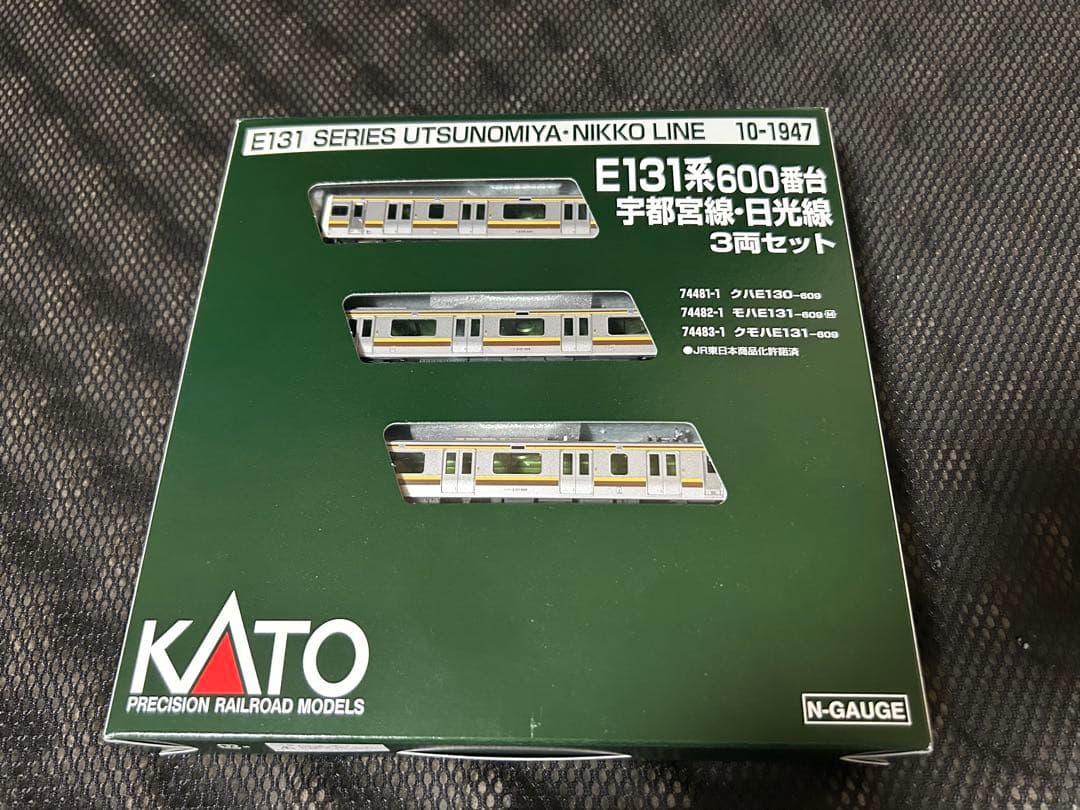 E131 SERIES UTSUNOMIYA・NIKKO LINE 10-1947
E131系600番台
宇都宮線・日光線
3両セット
74481-1 クハE130-609
74482-1 モハE131-609 M
74483-1 クモハE131-609
●JR東日本商品化許諾済
KATO
PRECISION RAILROAD MODELS
N-GAUGE